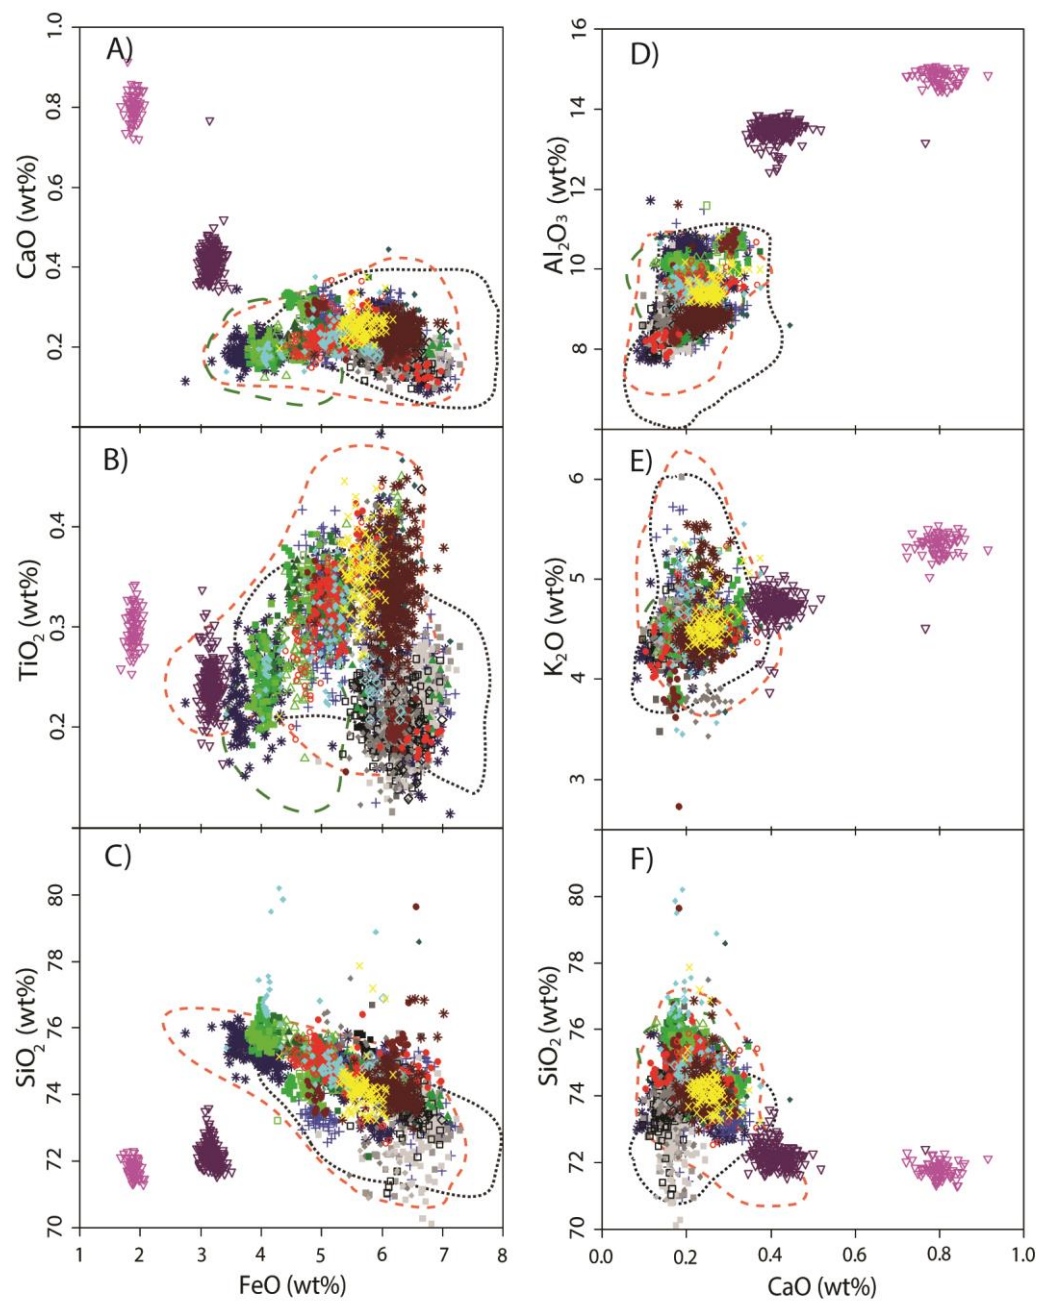 A)
CaO (wt%)
1.0
0.8
0.6
0.4
0.2
B)
TiO₂ (wt%)
0.4
0.3
0.2
C)
SiO₂ (wt%)
80
78
76
74
72
70
1 2 3 4 5 6 7 8
FeO (wt%)
D)
Al₂O₃ (wt%)
16
14
12
10
8
E)
K₂O (wt%)
6
5
4
3
F)
SiO₂ (wt%)
80
78
76
74
72
70
0.0 0.2 0.4 0.6 0.8 1.0
CaO (wt%)